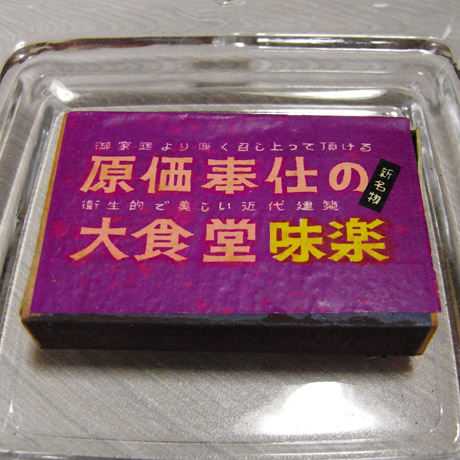 御家庭より厚く召し上って頂ける
原価奉仕の
新名物
衛生的で美しい近代建築
大食堂味楽